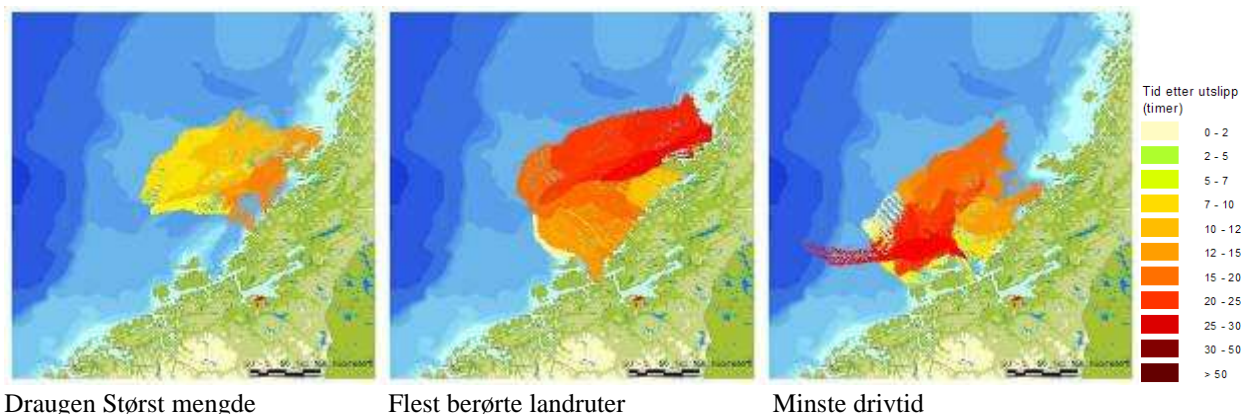 Tid etter utslipp
(timer)
0 - 2
2 - 5
5 - 7
7 - 10
10 - 12
12 - 15
15 - 20
20 - 25
25 - 30
30 - 50
> 50
Draugen Størst mengde
Flest berørte landruter
Minste drivtid